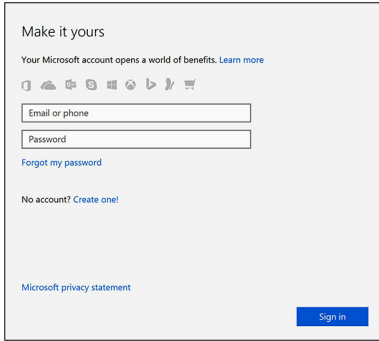 Make it yours
Your Microsoft account opens a world of benefits. Learn more
Email or phone
Password
Forgot my password
No account? Create one!
Microsoft privacy statement
Sign in